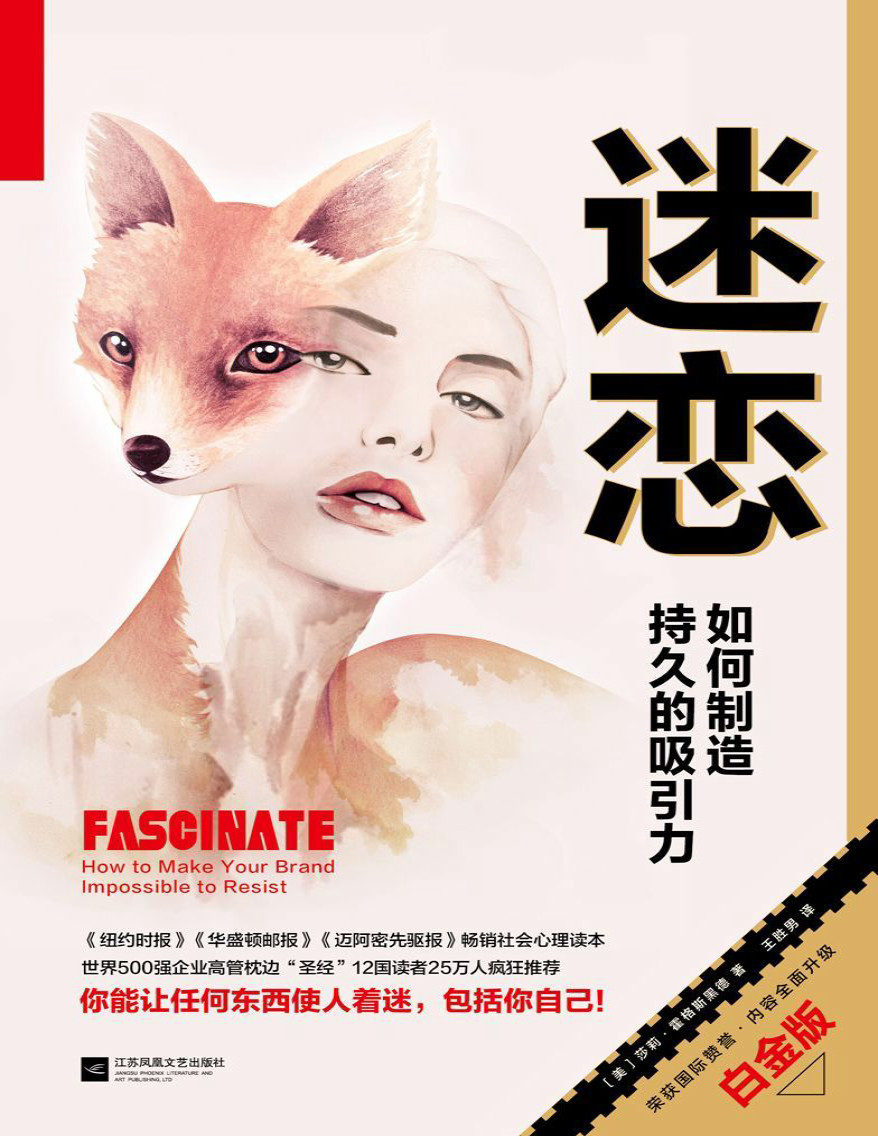 迷恋
如何制造
持久的吸引力
FASCINATE
How to Make Your Brand
Impossible to Resist
《纽约时报》《华盛顿邮报》《迈阿密先驱报》畅销社会心理读本
世界500强企业高管枕边“圣经”12国读者25万人疯狂推荐
你能让任何东西使人着迷，包括你自己！
[美]莎莉·霍格斯黑德 著 王胜男 译
荣获国际赞誉·内容全面升级
白金版
江苏凤凰文艺出版社
JIANGSU PHOENIX LITERATURE AND
ART PUBLISHING, LTD